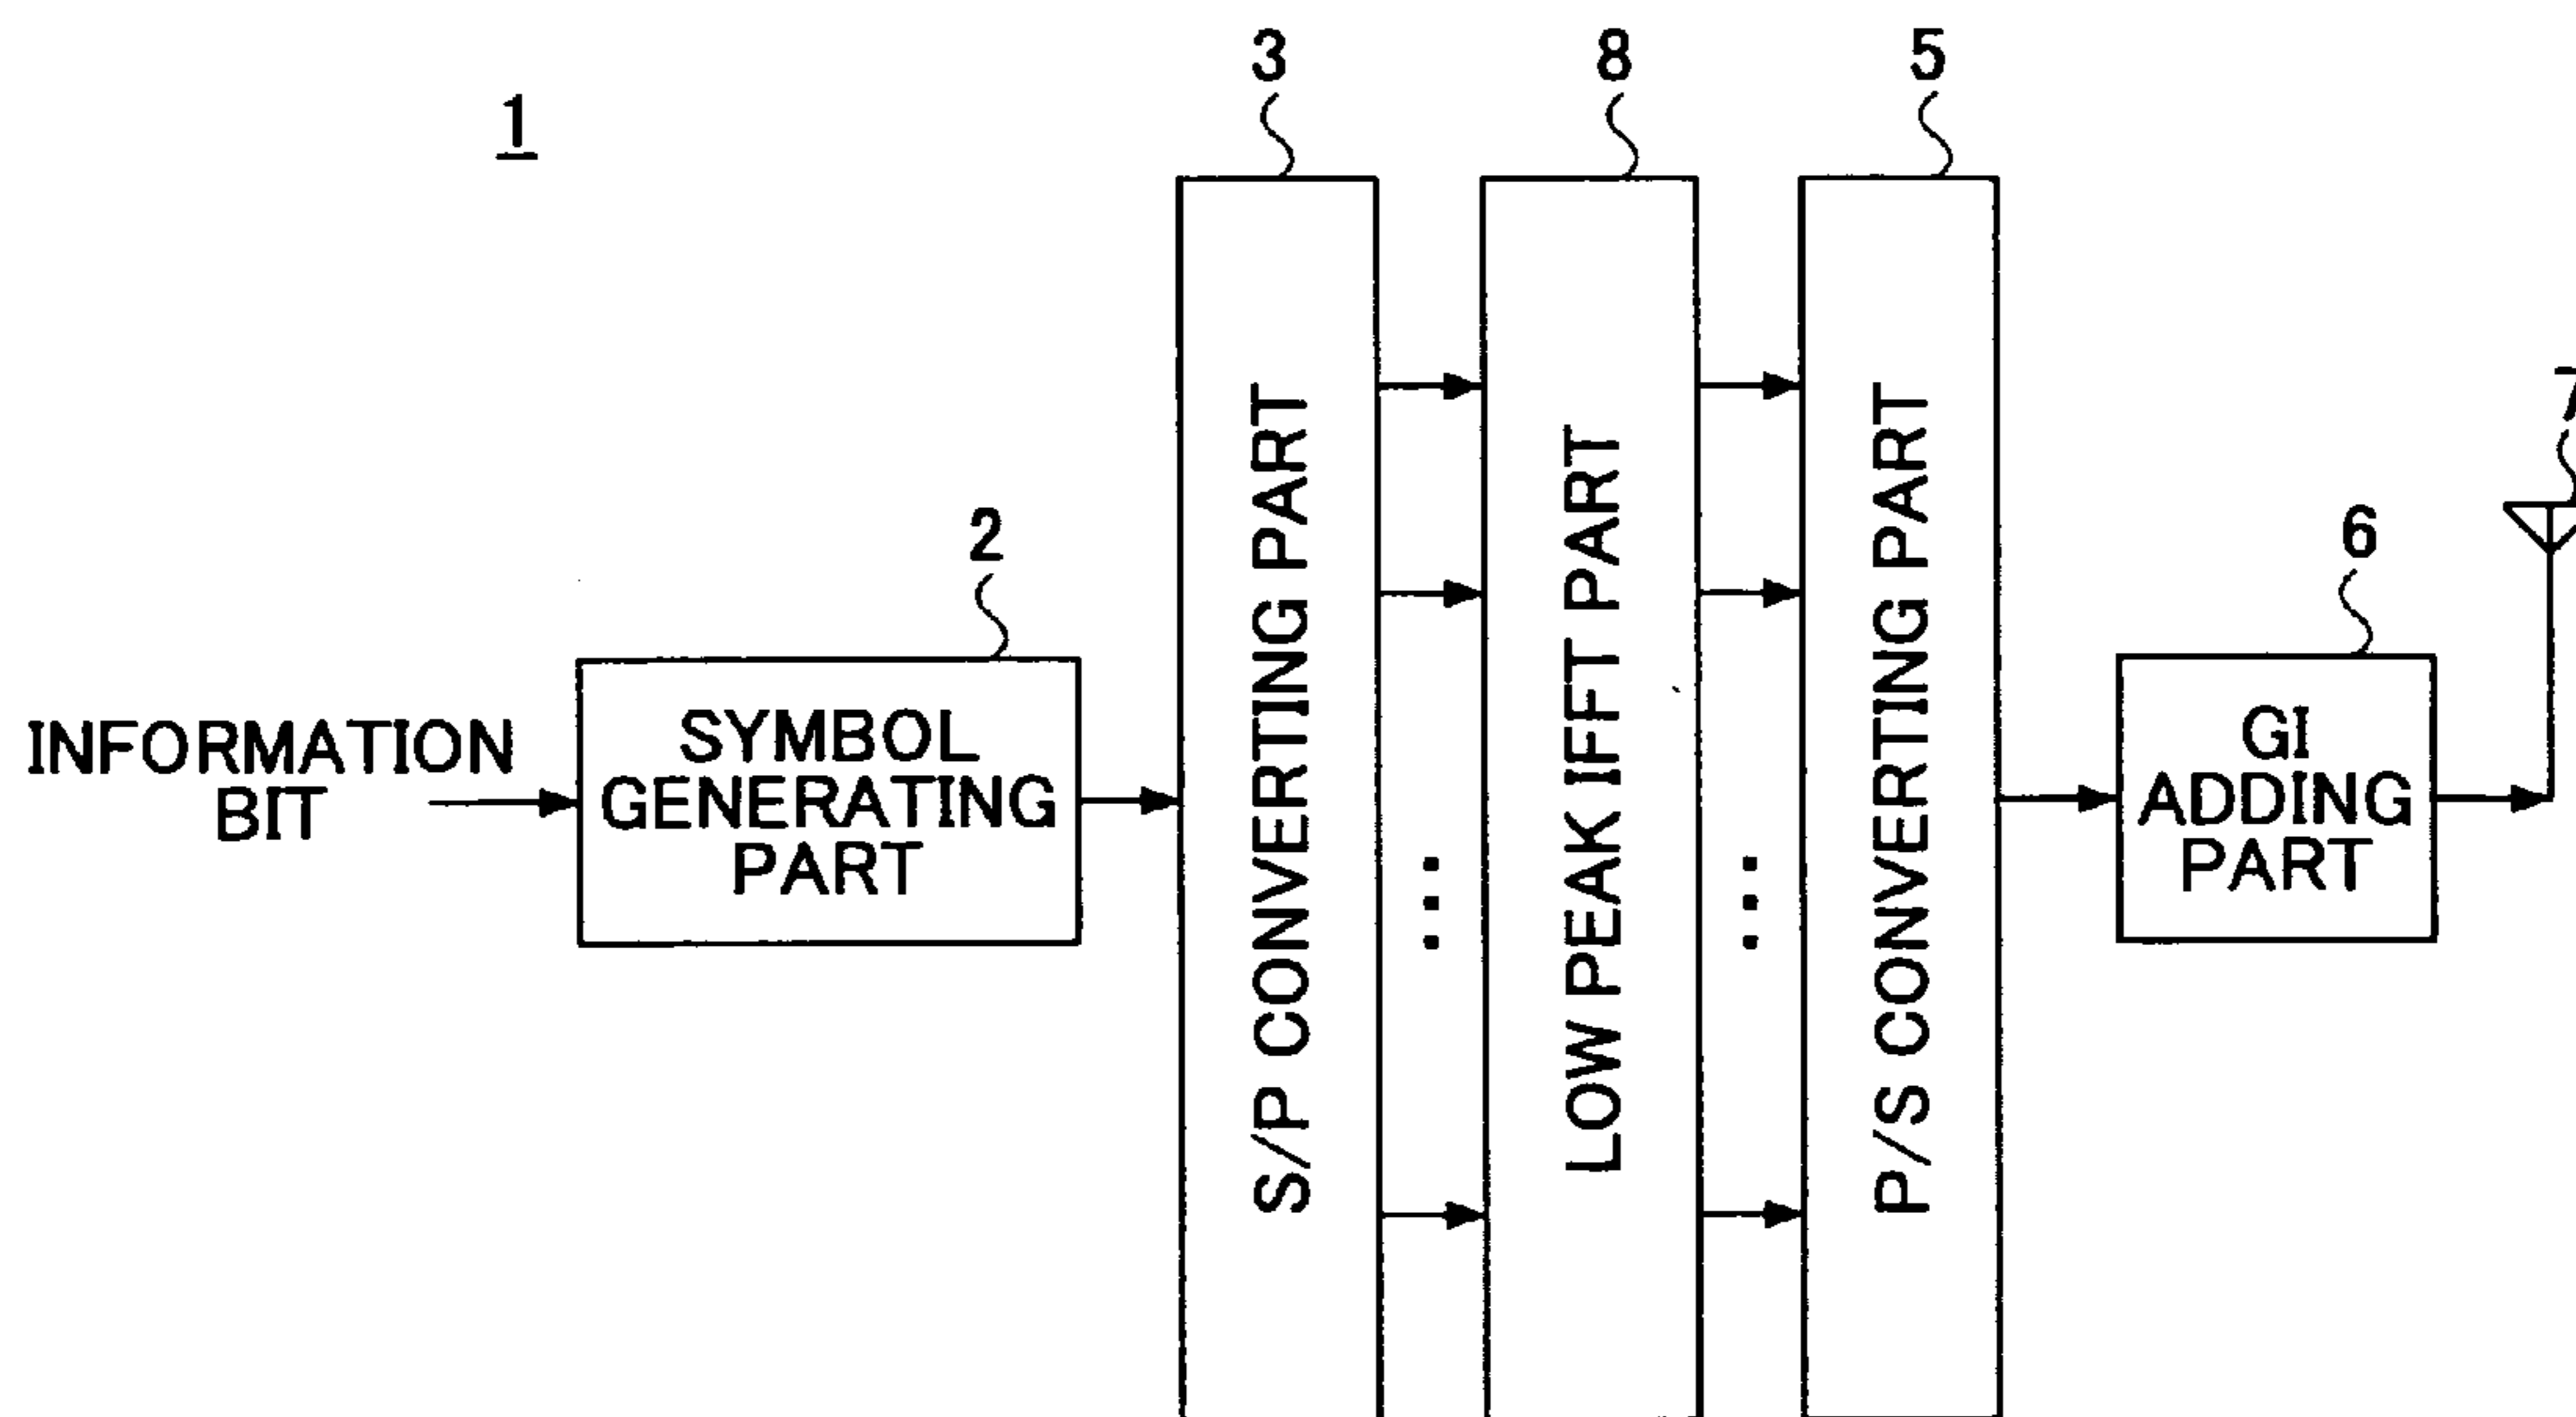 1
3
8
5
2
6
7
INFORMATION
BIT
SYMBOL
GENERATING
PART
S/P CONVERTING PART
LOW PEAK IFFT PART
P/S CONVERTING PART
GI
ADDING
PART